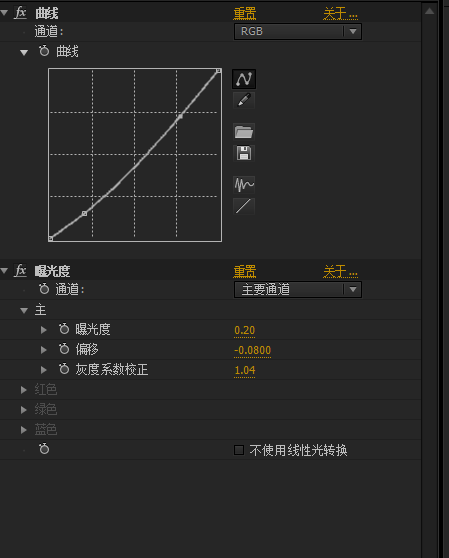 fx 曲线 重置 关于...
通道: RGB
曲线
fx 曝光度 重置 关于...
通道: 主要通道
主
曝光度 0.20
偏移 -0.0800
灰度系数校正 1.04
红色
绿色
蓝色
不使用线性光转换